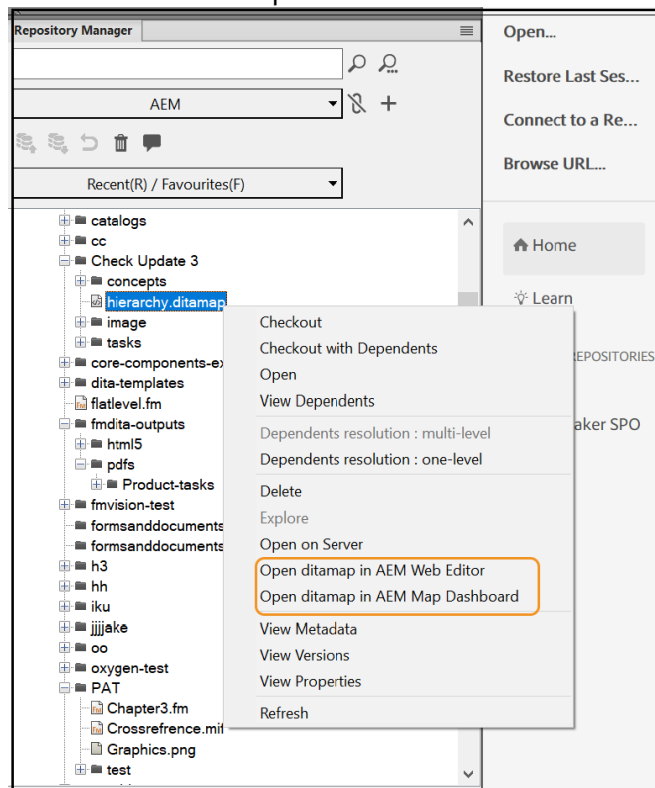 Repository Manager
AEM
Recent(R) / Favourites(F)
catalogs
cc
Check Update 3
concepts
hierarchy.ditamap
image
tasks
core-components-ex
dita-templates
flatlevel.fm
fmdita-outputs
html5
pdfs
Product-tasks
fmvision-test
formsanddocuments
formsanddocuments
h3
hh
iku
jjjjake
oo
oxygen-test
PAT
Chapter3.fm
Crossrefrence.mif
Graphics.png
test
Checkout
Checkout with Dependents
Open
View Dependents
Dependents resolution : multi-level
Dependents resolution : one-level
Delete
Explore
Open on Server
Open ditamap in AEM Web Editor
Open ditamap in AEM Map Dashboard
View Metadata
View Versions
View Properties
Refresh
Open...
Restore Last Ses...
Connect to a Re...
Browse URL...
Home
Learn
REPOSITORIES
aker SPO